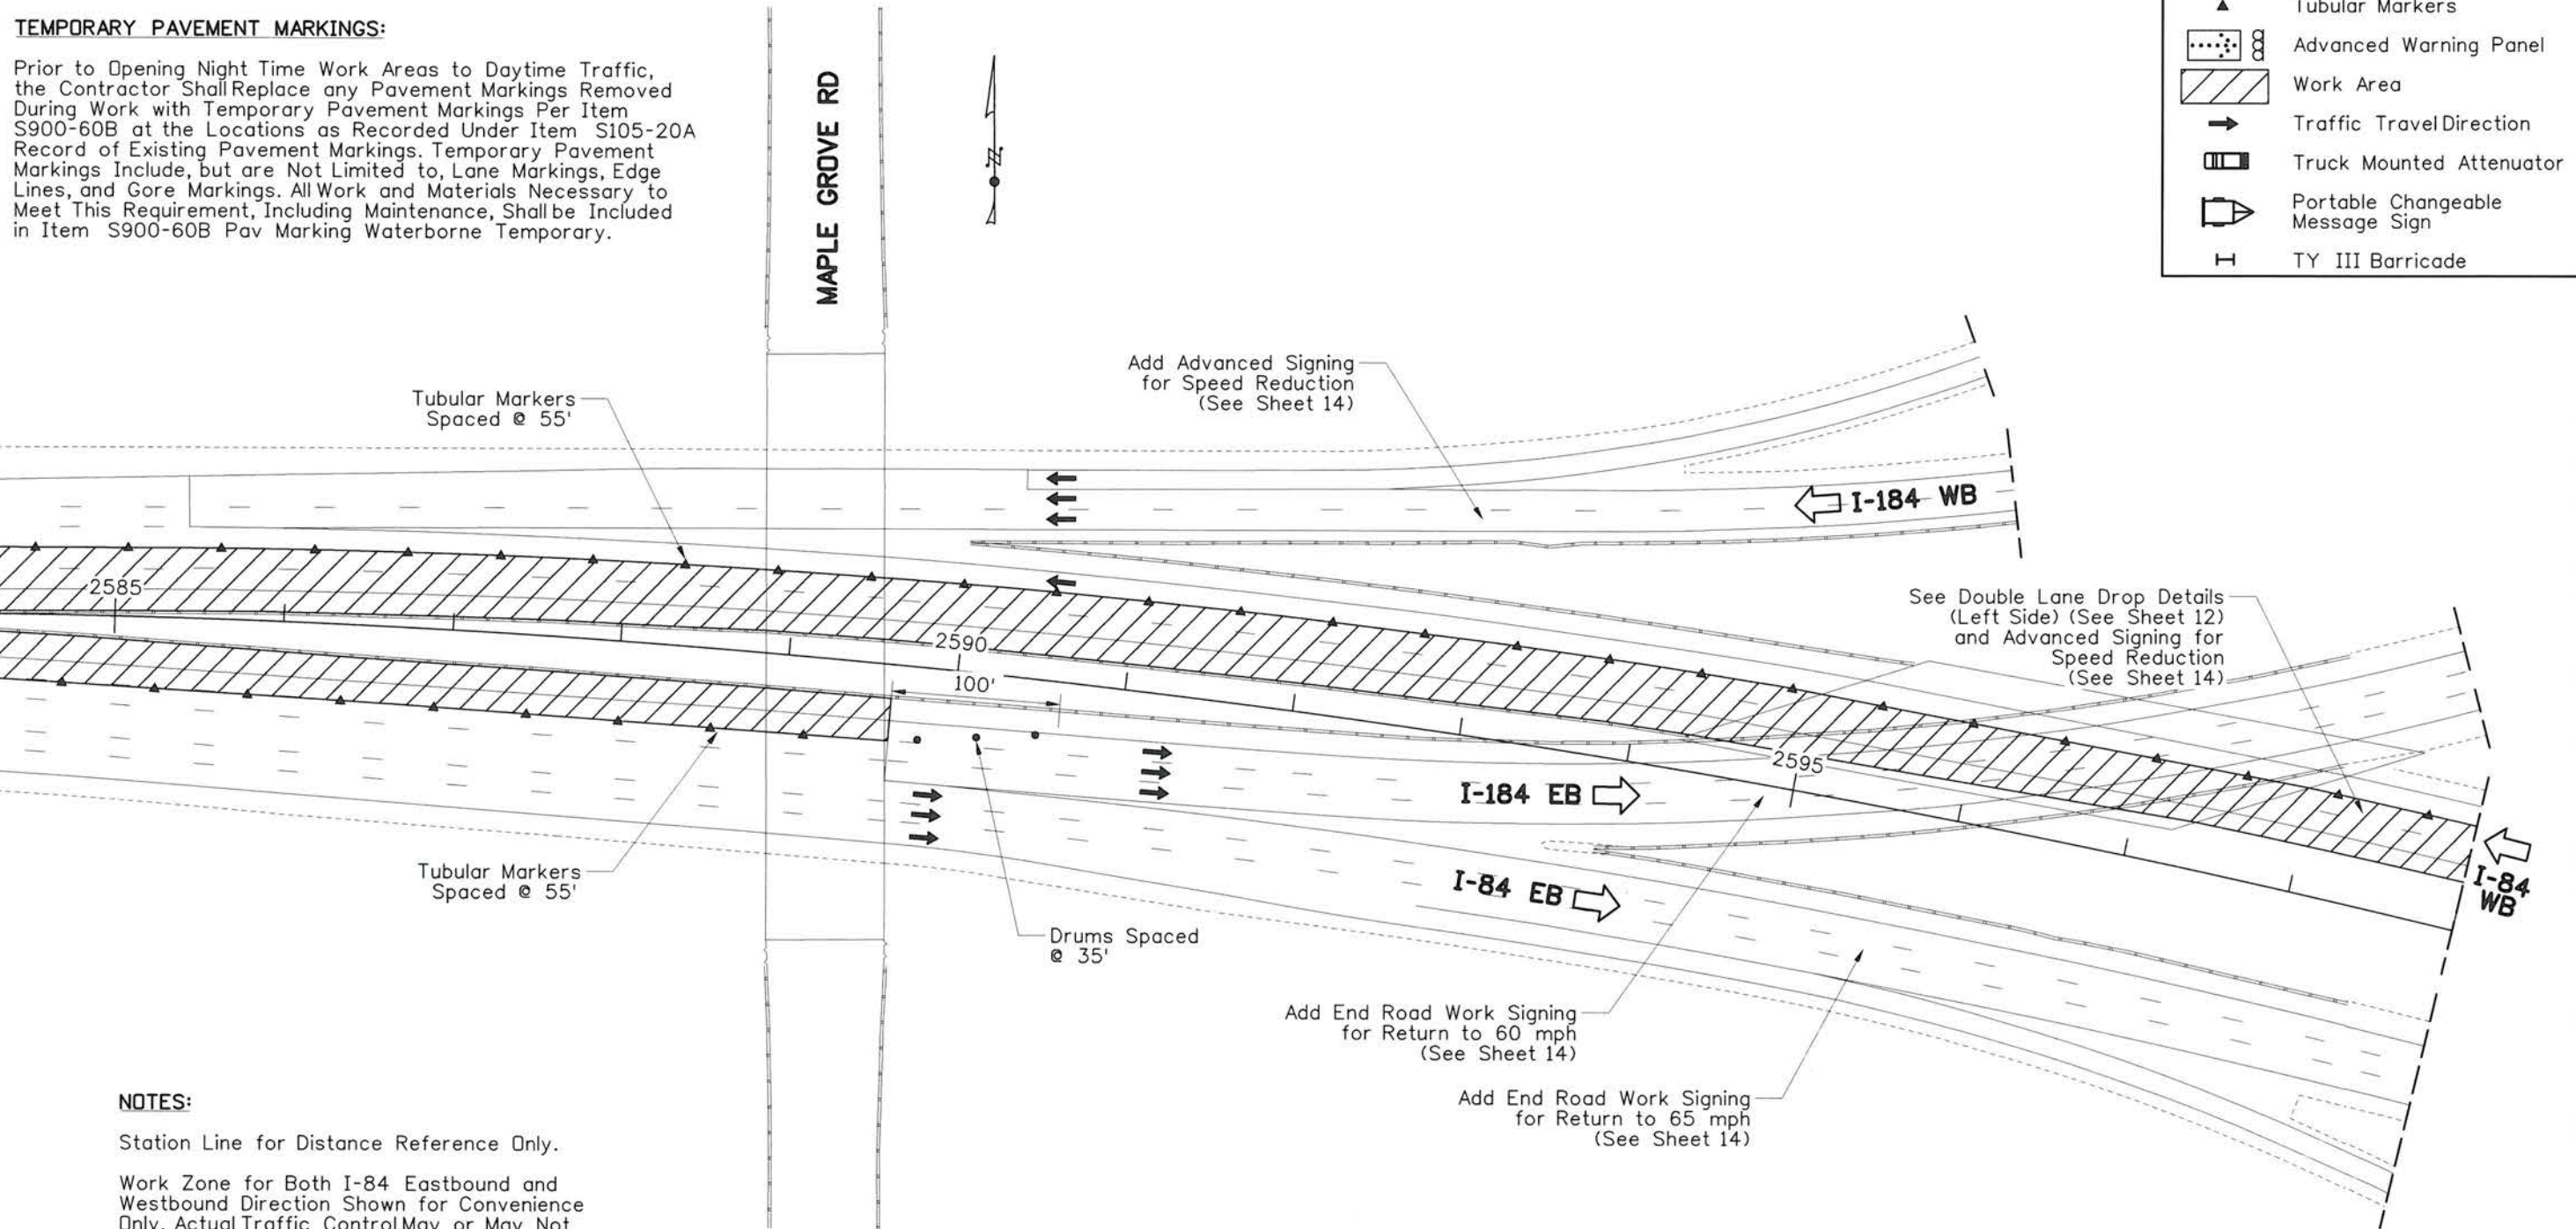 TEMPORARY PAVEMENT MARKINGS:
Prior to Opening Night Time Work Areas to Daytime Traffic,
the Contractor Shall Replace any Pavement Markings Removed
During Work with Temporary Pavement Markings Per Item
S900-60B at the Locations as Recorded Under Item S105-20A
Record of Existing Pavement Markings. Temporary Pavement
Markings Include, but are Not Limited to, Lane Markings, Edge
Lines, and Gore Markings. All Work and Materials Necessary to
Meet This Requirement, Including Maintenance, Shall be Included
in Item S900-60B Pav Marking Waterborne Temporary.
MAPLE GROVE RD
N
Tubular Markers
Advanced Warning Panel
Work Area
Traffic Travel Direction
Truck Mounted Attenuator
Portable Changeable
Message Sign
TY III Barricade
Tubular Markers
Spaced @ 55'
Add Advanced Signing
for Speed Reduction
(See Sheet 14)
I-184 WB
2585
2590
100'
See Double Lane Drop Details
(Left Side) (See Sheet 12)
and Advanced Signing for
Speed Reduction
(See Sheet 14)
2595
I-184 EB
I-84 EB
I-84
WB
Tubular Markers
Spaced @ 55'
Drums Spaced
@ 35'
Add End Road Work Signing
for Return to 60 mph
(See Sheet 14)
Add End Road Work Signing
for Return to 65 mph
(See Sheet 14)
NOTES:
Station Line for Distance Reference Only.
Work Zone for Both I-84 Eastbound and
Westbound Direction Shown for Convenience
Only. Actual Traffic Control May or May Not